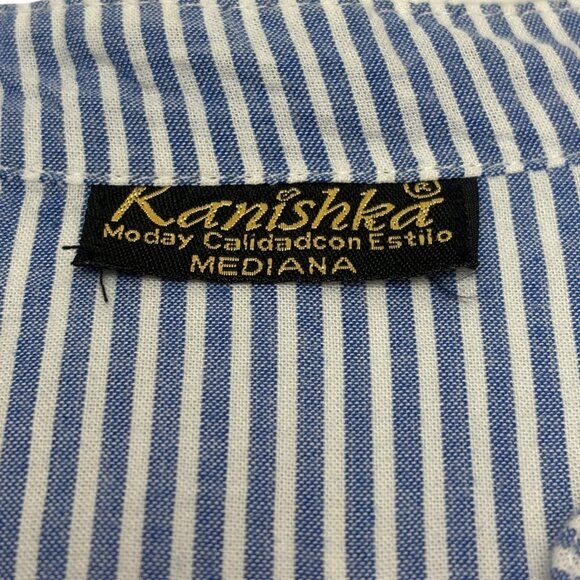 Kanishka ®
Moday Calidadcon Estilo
MEDIANA